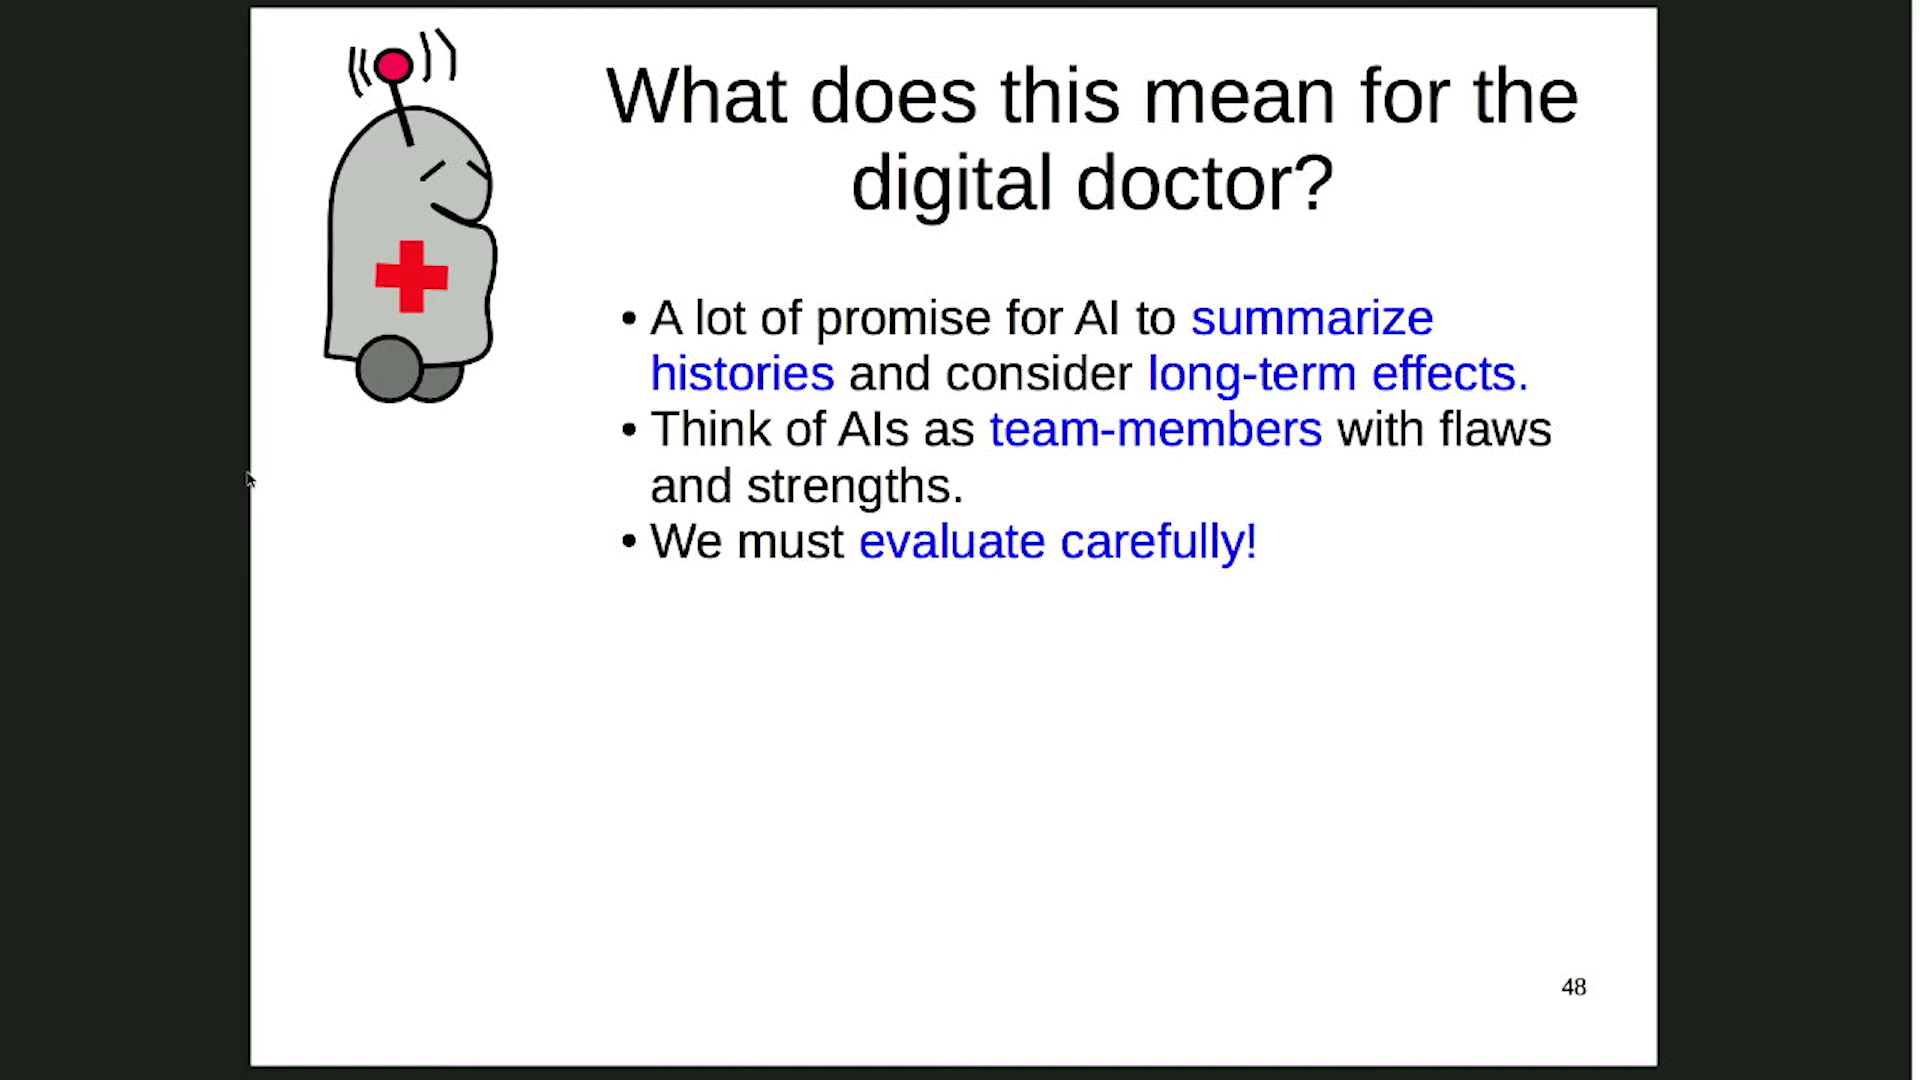 What does this mean for the
digital doctor?
• A lot of promise for AI to summarize
histories and consider long-term effects.
• Think of AIs as team-members with flaws
and strengths.
• We must evaluate carefully!
48